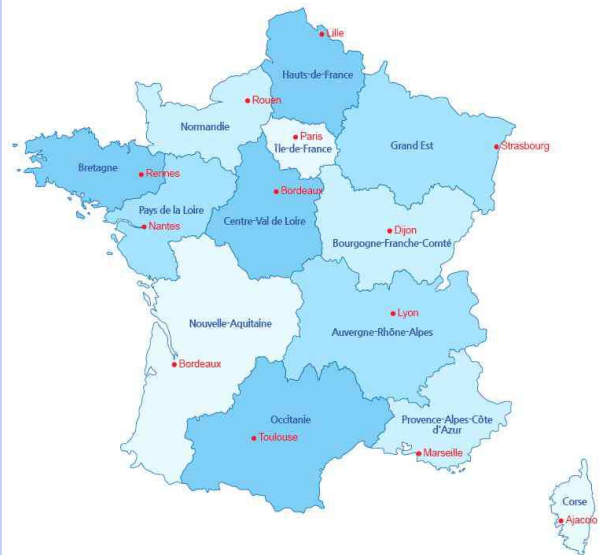 Lille
Hauts-de-France
Rouen
Normandie
Paris
Île-de-France
Grand Est
Strasbourg
Bretagne
Rennes
Bordeaux
Pays de la Loire
Centre-Val de Loire
Nantes
Dijon
Bourgogne-Franche-Comté
Lyon
Nouvelle-Aquitaine
Auvergne-Rhône-Alpes
Bordeaux
Occitanie
Provence-Alpes-Côte
d'Azur
Toulouse
Marseille
Corse
Ajaccio